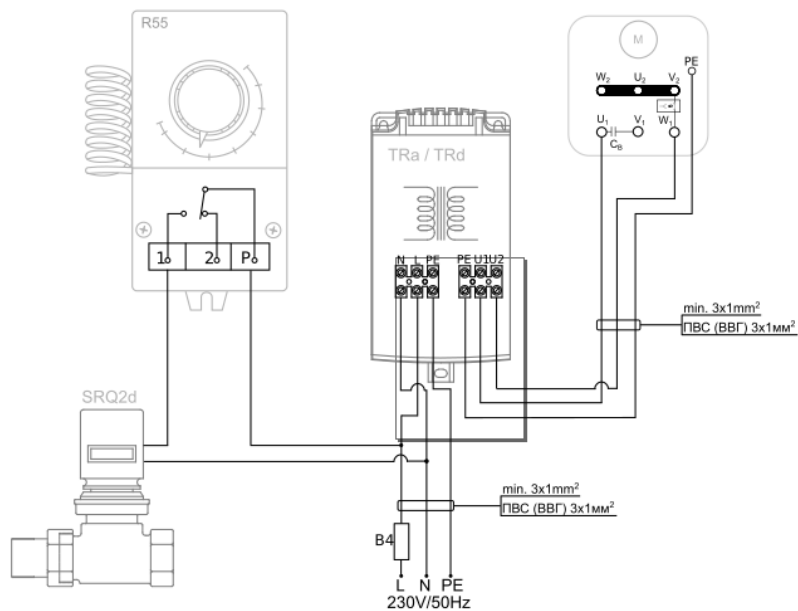 R55
M
PE
W2 U2 V2
U1 V1 W1
CB
TRa / TRd
1 2 P
N L PE PE U1 U2
min. 3x1mm²
ПВС (ВВГ) 3x1мм²
SRQ2d
min. 3x1mm²
ПВС (ВВГ) 3x1мм²
B4
L N PE
230V/50Hz